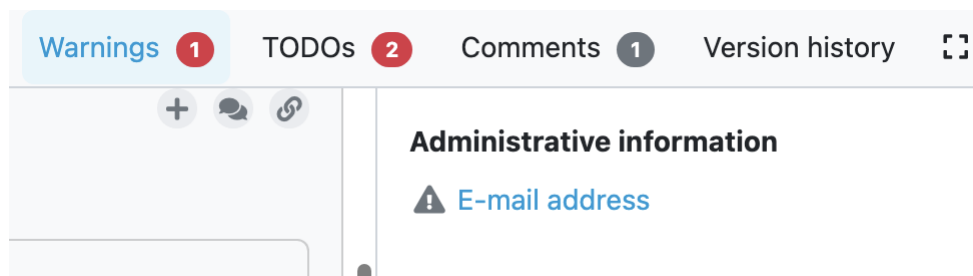 Warnings 1 TODOs 2 Comments 1 Version history
Administrative information
E-mail address